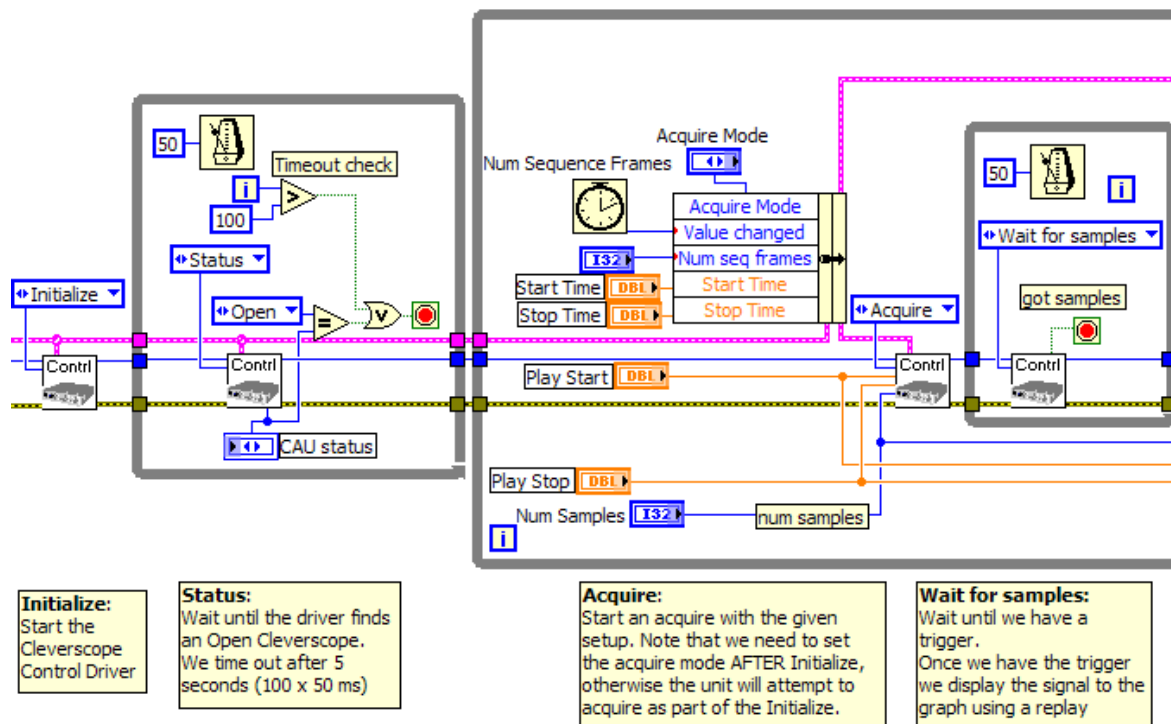 Initialize
Contrl
50
Timeout check
i
100
>
Status
Open
=
V
Contrl
CAU status
Acquire Mode
Num Sequence Frames
Acquire Mode
Value changed
Num seq frames
Start Time
Stop Time
I32
Start Time DBL
Stop Time DBL
Play Start DBL
Acquire
Contrl
50
i
Wait for samples
got samples
Contrl
Play Stop DBL
Num Samples I32
num samples
i
Initialize:
Start the
Cleverscope
Control Driver
Status:
Wait until the driver finds
an Open Cleverscope.
We time out after 5
seconds (100 x 50 ms)
Acquire:
Start an acquire with the given
setup. Note that we need to set
the acquire mode AFTER Initialize,
otherwise the unit will attempt to
acquire as part of the Initialize.
Wait for samples:
Wait until we have a
trigger.
Once we have the trigger
we display the signal to the
graph using a replay